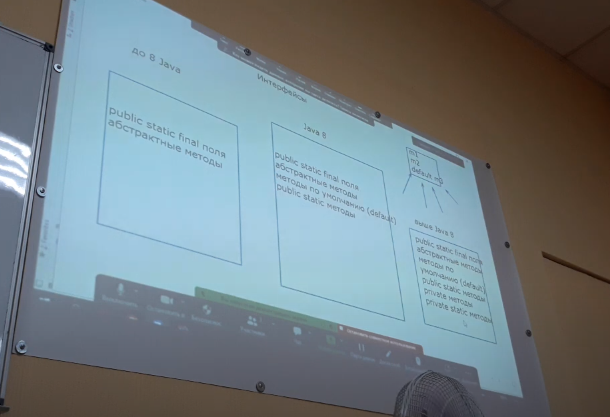 до 8 Java
Интерфейсы
public static final поля
абстрактные методы
Java 8
public static final поля
абстрактные методы
методы по умолчанию (default)
public static методы
m1
m2
default m3
выше Java 8
public static final поля
абстрактные методы
методы по
умолчанию (default)
public static методы
private методы
private static методы